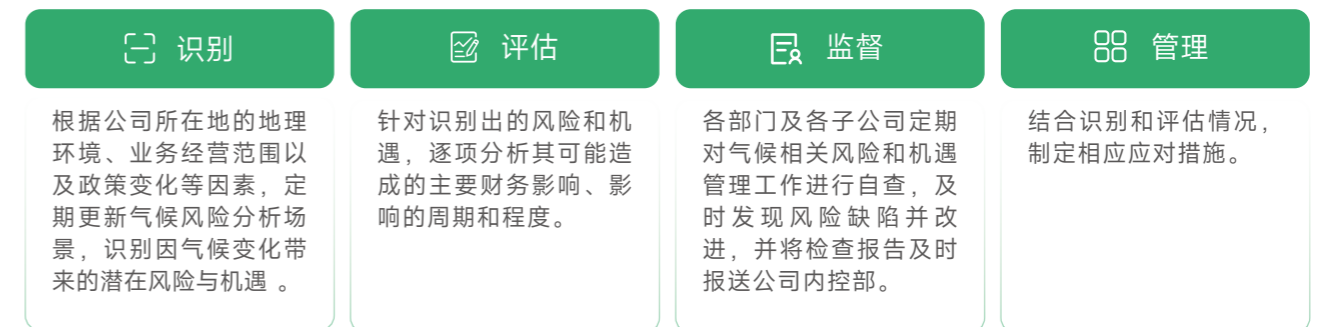 识别
根据公司所在地的地理
环境、业务经营范围以
及政策变化等因素，定
期更新气候风险分析场
景，识别因气候变化带
来的潜在风险与机遇 。
评估
针对识别出的风险和机
遇，逐项分析其可能造
成的主要财务影响、影
响的周期和程度。
监督
各部门及各子公司定期
对气候相关风险和机遇
管理工作进行自查，及
时发现风险缺陷并改
进，并将检查报告及时
报送公司内控部。
管理
结合识别和评估情况，
制定相应应对措施。